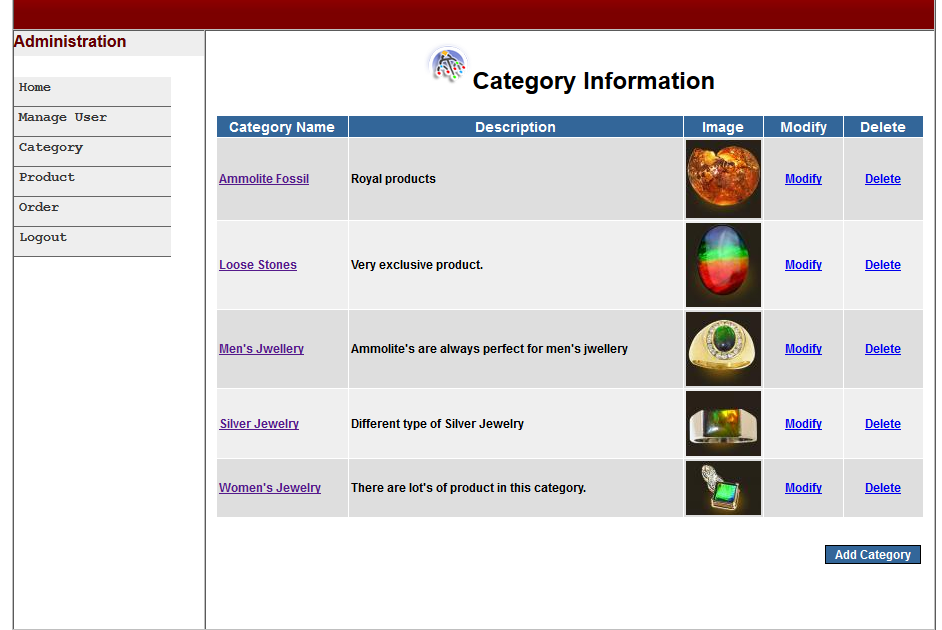 Administration
Home
Manage User
Category
Product
Order
Logout
Category Information
Category Name Description Image Modify Delete
Ammolite Fossil Royal products Modify Delete
Loose Stones Very exclusive product. Modify Delete
Men's Jwellery Ammolite's are always perfect for men's jwellery Modify Delete
Silver Jewelry Different type of Silver Jewelry Modify Delete
Women's Jewelry There are lot's of product in this category. Modify Delete
Add Category